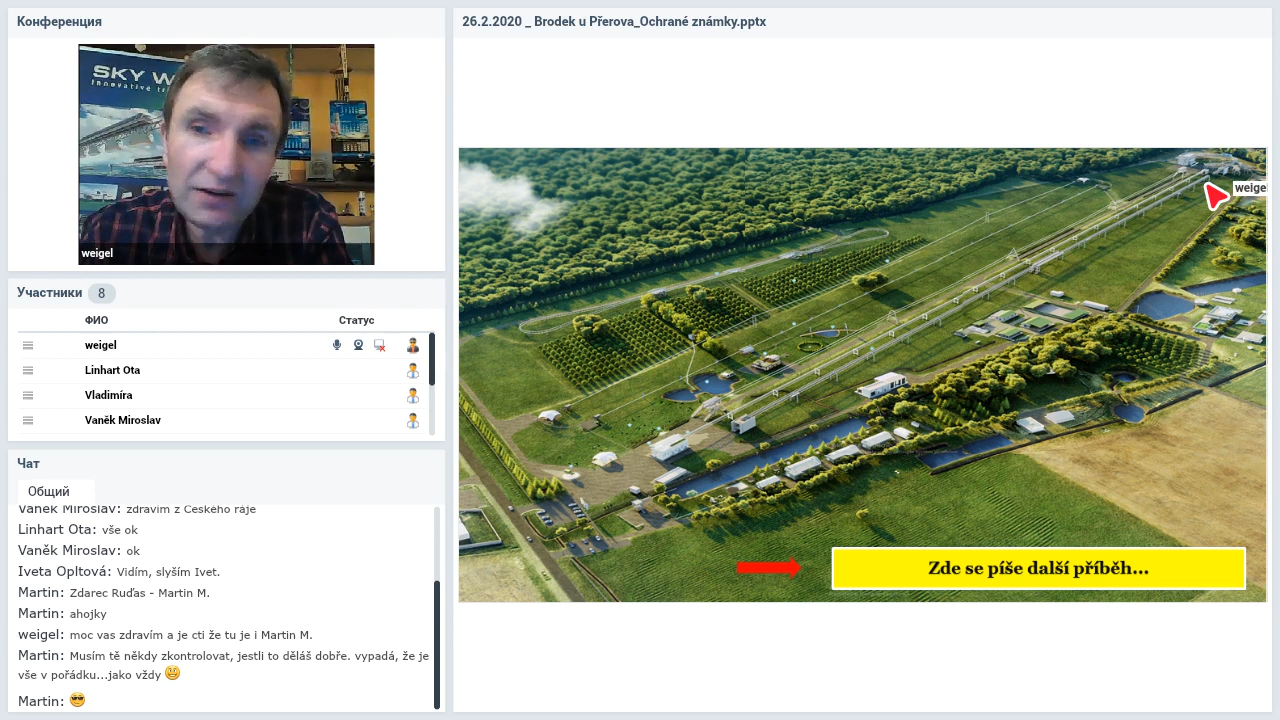 Конференция
SKY W
Innovative tr
weigel
Участники 8
ФИО Статус
weigel
Linhart Ota
Vladimíra
Vaněk Miroslav
Чат
Общий
Vaněk Miroslav: zdravím z Českého ráje
Linhart Ota: vše ok
Vaněk Miroslav: ok
Iveta Opltová: Vidím, slyším Ivet.
Martin: Zdarec Ruďas - Martin M.
Martin: ahojky
weigel: moc vas zdravím a je cti že tu je i Martin M.
Martin: Musím tě někdy zkontrolovat, jestli to děláš dobře. vypadá, že je
vše v pořádku...jako vždy
Martin:
26.2.2020 _ Brodek u Přerova_Ochrané známky.pptx
weige
Zde se píše další příběh...